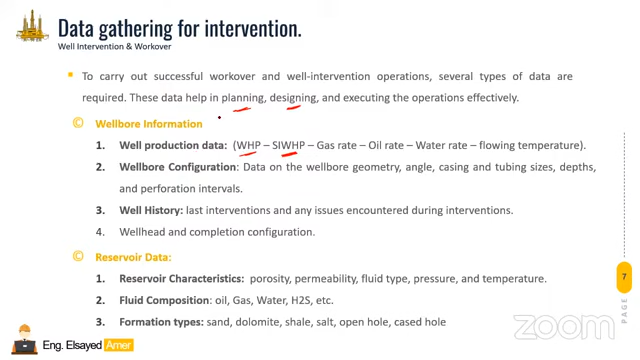 Data gathering for intervention.
Well Intervention & Workover
To carry out successful workover and well-intervention operations, several types of data are
required. These data help in planning, designing, and executing the operations effectively.
Wellbore Information
1. Well production data: (WHP – SIWHP – Gas rate – Oil rate – Water rate – flowing temperature).
2. Wellbore Configuration: Data on the wellbore geometry, angle, casing and tubing sizes, depths,
and perforation intervals.
3. Well History: last interventions and any issues encountered during interventions.
4. Wellhead and completion configuration.
Reservoir Data:
1. Reservoir Characteristics: porosity, permeability, fluid type, pressure, and temperature.
2. Fluid Composition: oil, Gas, Water, H2S, etc.
3. Formation types: sand, dolomite, shale, salt, open hole, cased hole
7
PAGE
zoom
Eng. Elsayed Amer